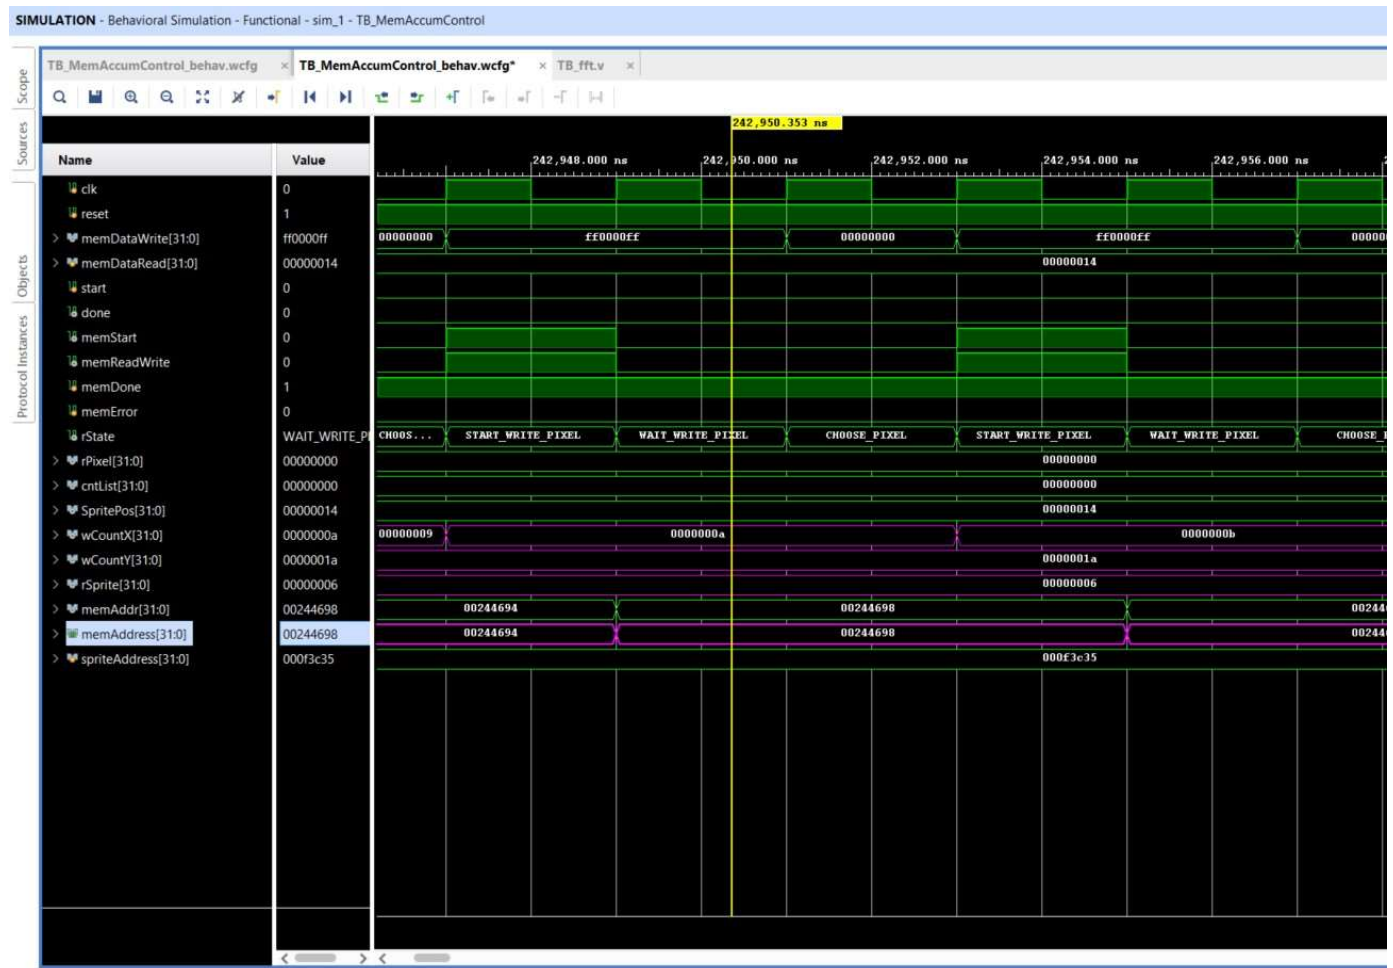 SIMULATION - Behavioral Simulation - Functional - sim_1 - TB_MemAccumControl
Scope
Sources
Objects
Protocol Instances
TB_MemAccumControl_behav.wcfg × TB_MemAccumControl_behav.wcfg* × TB_fft.v ×
242,950.353 ns
Name Value 242,948.000 ns 242,950.000 ns 242,952.000 ns 242,954.000 ns 242,956.000 ns
clk 0
reset 1
memDataWrite[31:0] ff0000ff 00000000 ff0000ff 00000000 ff0000ff 00000
memDataRead[31:0] 00000014 00000014
start 0
done 0
memStart 0
memReadWrite 0
memDone 1
memError 0
rState WAIT_WRITE_PI CHOOS... START_WRITE_PIXEL WAIT_WRITE_PIXEL CHOOSE_PIXEL START_WRITE_PIXEL WAIT_WRITE_PIXEL CHOOSE_
rPixel[31:0] 00000000 00000000
cntList[31:0] 00000000 00000000
SpritePos[31:0] 00000014 00000014
wCountX[31:0] 0000000a 00000009 0000000a 0000000b
wCountY[31:0] 0000001a 0000001a
rSprite[31:0] 00000006 00000006
memAddr[31:0] 00244698 00244694 00244698 00244
memAddress[31:0] 00244698 00244694 00244698 00244
spriteAddress[31:0] 000f3c35 000f3c35